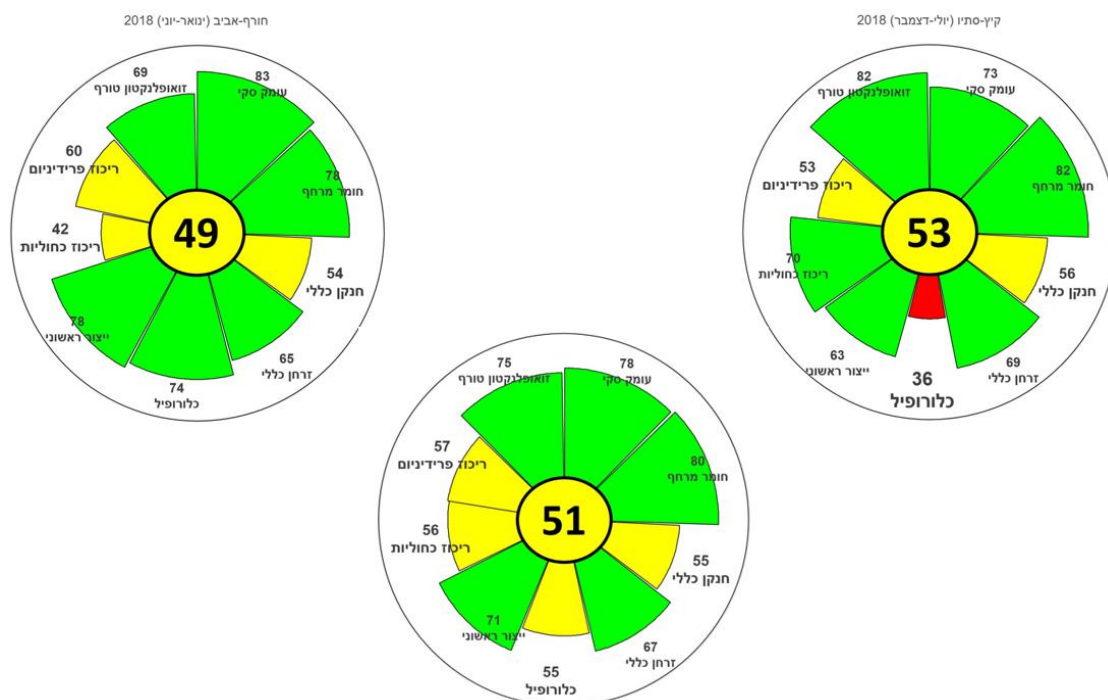 קיץ-סתיו (יולי-דצמבר) 2018
73
עומק סקי
82
חומר מרחף
56
חנקן כללי
69
זרחן כללי
36
כלורופיל
63
ייצור ראשוני
70
ריכוז כחוליות
53
ריכוז פרידיניום
82
זואופלנקטון טורף
53
חורף-אביב (ינואר-יוני) 2018
83
עומק סקי
78
חומר מרחף
54
חנקן כללי
65
זרחן כללי
74
כלורופיל
78
ייצור ראשוני
42
ריכוז כחוליות
60
ריכוז פרידיניום
69
זואופלנקטון טורף
49
78
עומק סקי
80
חומר מרחף
55
חנקן כללי
67
זרחן כללי
55
כלורופיל
71
ייצור ראשוני
56
ריכוז כחוליות
57
ריכוז פרידיניום
75
זואופלנקטון טורף
51